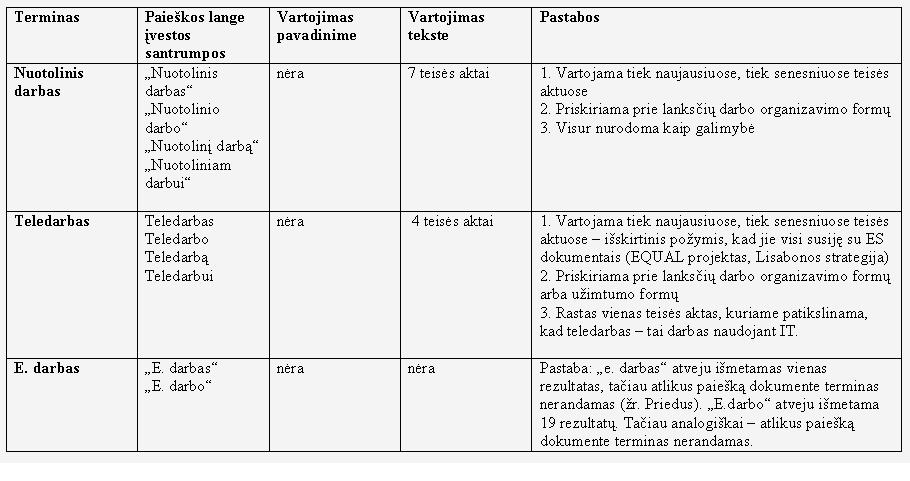 Terminas
Paieškos lange
įvestos
santrumpos
Vartojimas
pavadinime
Vartojimas
tekste
Pastabos
Nuotolinis
darbas
„Nuotolinis
darbas“
„Nuotolinio
darbo“
„Nuotolinį darbą“
„Nuotoliniam
darbui“
nėra
7 teisės aktai
1. Vartojama tiek naujausiuose, tiek senesniuose teisės
aktuose
2. Priskiriama prie lanksčių darbo organizavimo formų
3. Visur nurodoma kaip galimybė
Teledarbas
Teledarbas
Teledarbo
Teledarbą
Teledarbui
nėra
4 teisės aktai
1. Vartojama tiek naujausiuose, tiek senesniuose teisės
aktuose – išskirtinis požymis, kad jie visi susiję su ES
dokumentais (EQUAL projektas, Lisabonos strategija)
2. Priskiriama prie lanksčių darbo organizavimo formų
arba užimtumo formų
3. Rastas vienas teisės aktas, kuriame patikslinama,
kad teledarbas – tai darbas naudojant IT.
E. darbas
„E. darbas“
„E. darbo“
nėra
nėra
Pastaba: „e. darbas“ atveju išmetamas vienas
rezultatas, tačiau atlikus paiešką dokumente terminas
nerandamas (žr. Priedus). „E.darbo“ atveju išmetama
19 rezultatų. Tačiau analogiškai – atlikus paiešką
dokumente terminas nerandamas.